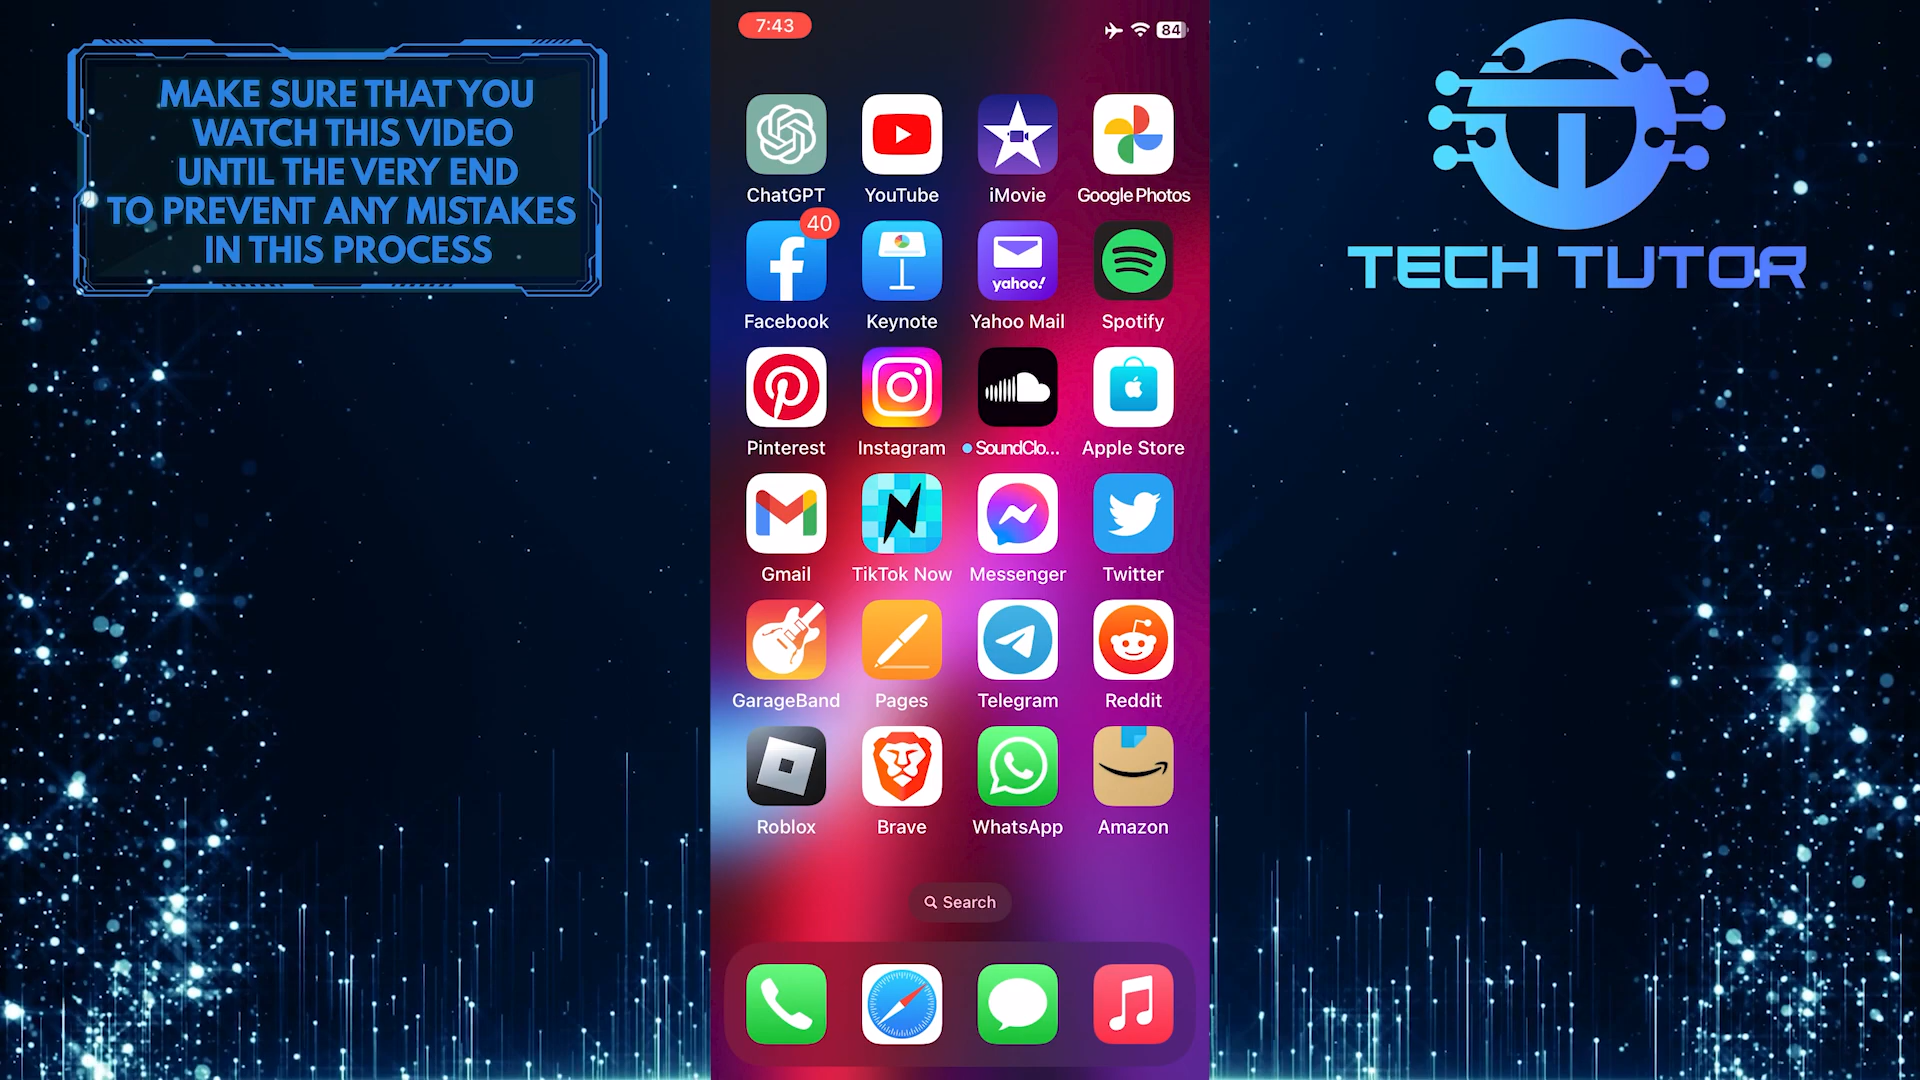 MAKE SURE THAT YOU
WATCH THIS VIDEO
UNTIL THE VERY END
TO PREVENT ANY MISTAKES
IN THIS PROCESS
7:43
84
TECH TUTOR
ChatGPT YouTube iMovie Google Photos
40
yahoo!
Facebook Keynote Yahoo Mail Spotify
Pinterest Instagram SoundClo... Apple Store
Gmail TikTok Now Messenger Twitter
GarageBand Pages Telegram Reddit
Roblox Brave WhatsApp Amazon
Search